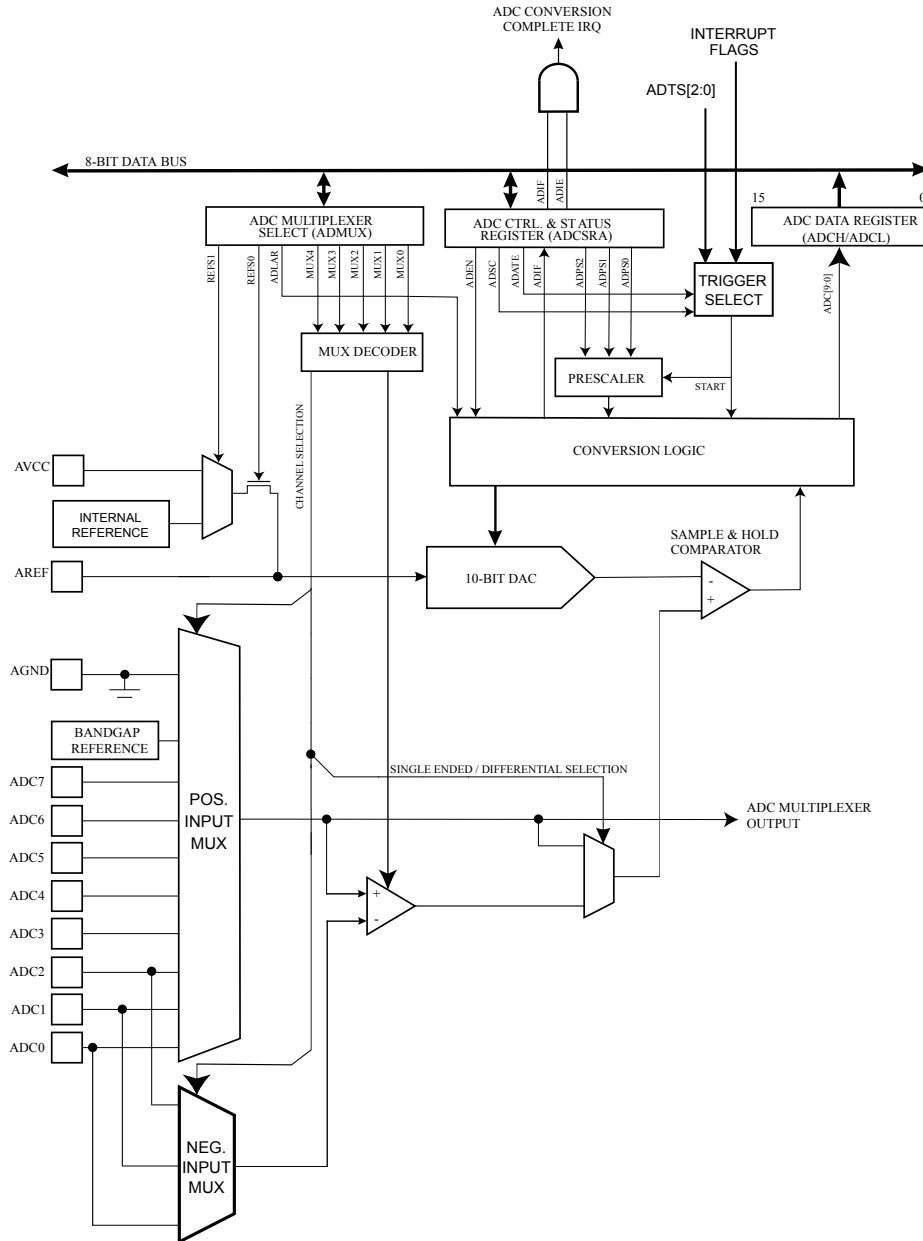 ADC CONVERSION
COMPLETE IRQ
INTERRUPT
FLAGS
ADTS[2:0]
8-BIT DATA BUS
ADIF
ADIE
15
0
ADC MULTIPLEXER
SELECT (ADMUX)
ADC CTRL. & STATUS
REGISTER (ADCSRA)
ADC DATA REGISTER
(ADCH/ADCL)
REFS1
REFS0
ADLAR
MUX4
MUX3
MUX2
MUX1
MUX0
ADEN
ADSC
ADATE
ADIF
ADPS2
ADPS1
ADPS0
TRIGGER
SELECT
ADC[9:0]
MUX DECODER
PRESCALER
START
CHANNEL SELECTION
CONVERSION LOGIC
AVCC
INTERNAL
REFERENCE
SAMPLE & HOLD
COMPARATOR
AREF
10-BIT DAC
-
+
AGND
BANDGAP
REFERENCE
SINGLE ENDED / DIFFERENTIAL SELECTION
ADC7
ADC6
ADC5
ADC4
ADC3
ADC2
ADC1
ADC0
POS.
INPUT
MUX
ADC MULTIPLEXER
OUTPUT
+
-
NEG.
INPUT
MUX